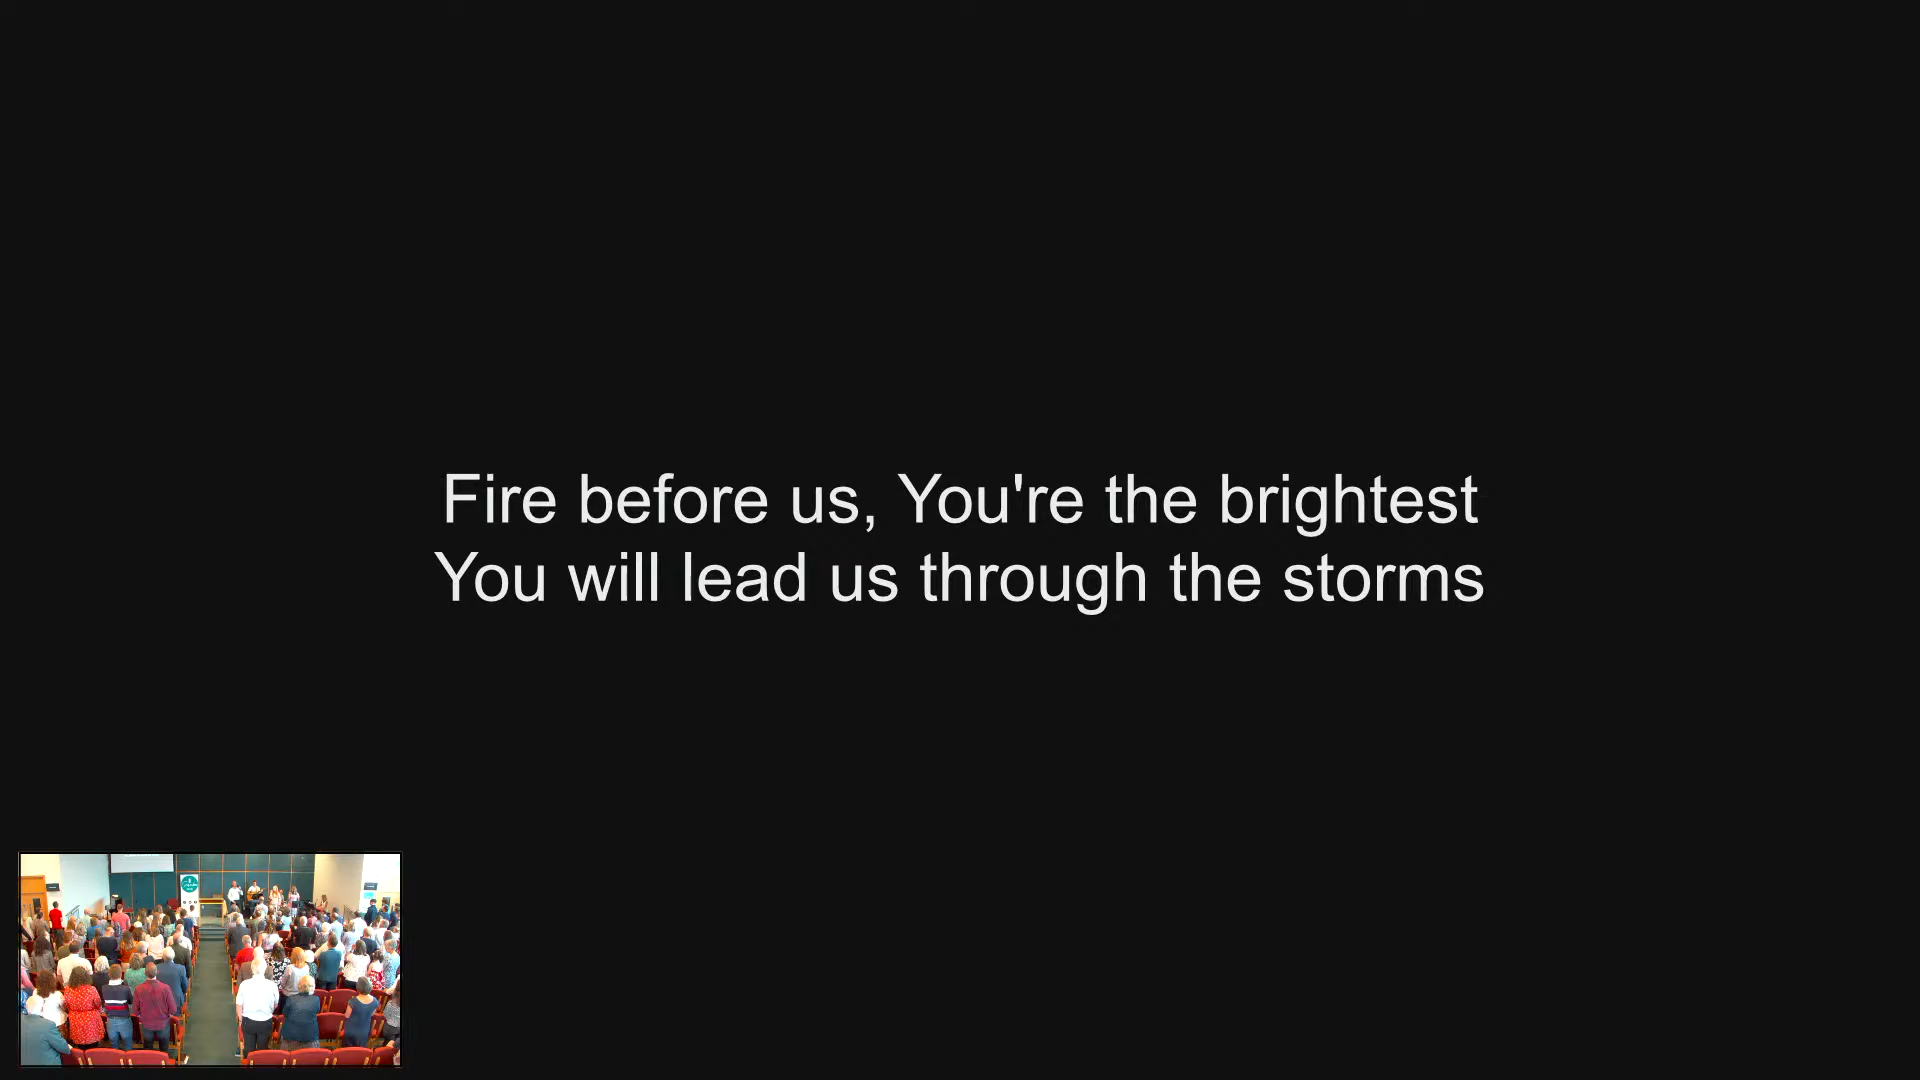 Fire before us, You're the brightest
You will lead us through the storms